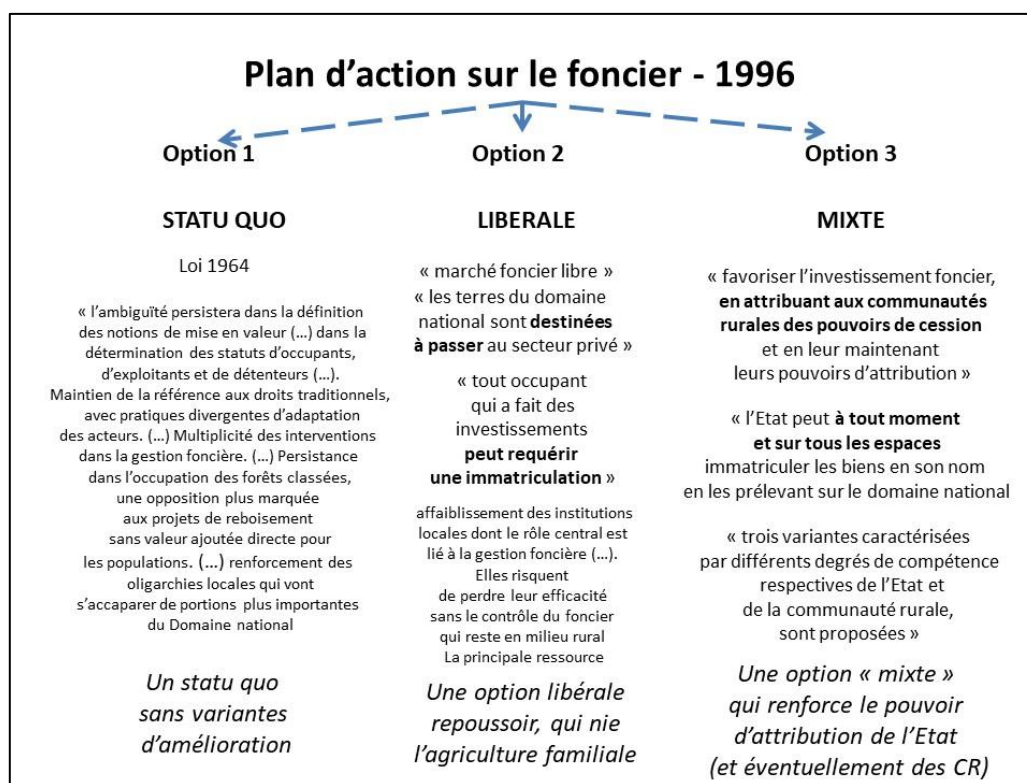 Plan d’action sur le foncier - 1996
Option 1
STATU QUO
Loi 1964
« l’ambiguïté persistera dans la définition
des notions de mise en valeur (…) dans la
détermination des statuts d’occupants,
d’exploitants et de détenteurs (…).
Maintien de la référence aux droits traditionnels,
avec pratiques divergentes d’adaptation
des acteurs. (…) Multiplicité des interventions
dans la gestion foncière. (…) Persistance
dans l’occupation des forêts classées,
une opposition plus marquée
aux projets de reboisement
sans valeur ajoutée directe pour
les populations. (…) renforcement des
oligarchies locales qui vont
s’accaparer de portions plus importantes
du Domaine national
Un statu quo
sans variantes
d’amélioration
Option 2
LIBERALE
« marché foncier libre »
« les terres du domaine
national sont destinées
à passer au secteur privé »
« tout occupant
qui a fait des
investissements
peut requérir
une immatriculation »
affaiblissement des institutions
locales dont le rôle central est
lié à la gestion foncière (…).
Elles risquent
de perdre leur efficacité
sans le contrôle du foncier
qui reste en milieu rural
La principale ressource
Une option libérale
repoussoir, qui nie
l’agriculture familiale
Option 3
MIXTE
« favoriser l’investissement foncier,
en attribuant aux communautés
rurales des pouvoirs de cession
et en leur maintenant
leurs pouvoirs d’attribution »
« l’Etat peut à tout moment
et sur tous les espaces
immatriculer les biens en son nom
en les prélevant sur le domaine national
« trois variantes caractérisées
par différents degrés de compétence
respectives de l’Etat et
de la communauté rurale,
sont proposées »
Une option « mixte »
qui renforce le pouvoir
d’attribution de l’Etat
(et éventuellement des CR)